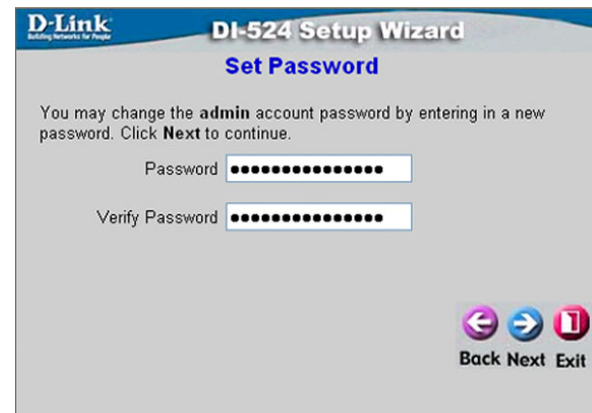 D-Link
Building Networks for People
DI-524 Setup Wizard
Set Password
You may change the admin account password by entering in a new
password. Click Next to continue.
Password ●●●●●●●●●●●●●●●
Verify Password ●●●●●●●●●●●●●●●
Back Next Exit